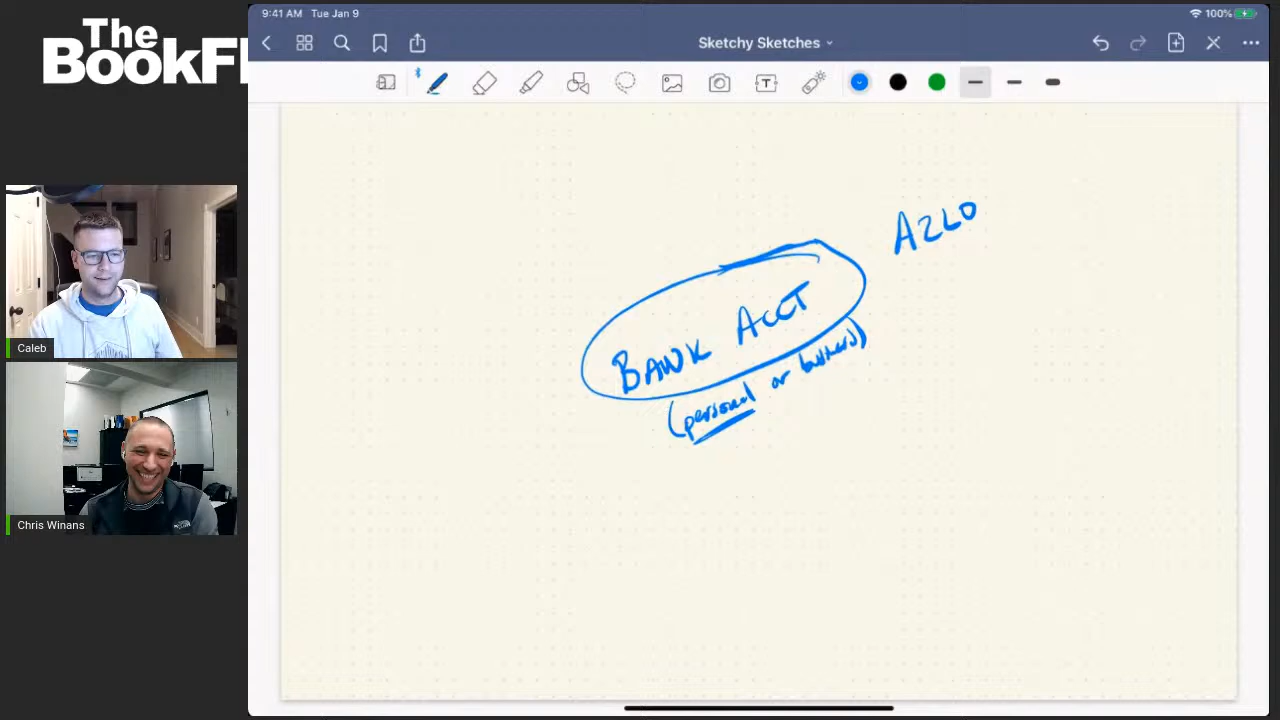 The
BookFl
9:41 AM Tue Jan 9
100%
Sketchy Sketches
T
AZLO
BANK ACCT
(personal or business)
Caleb
Chris Winans